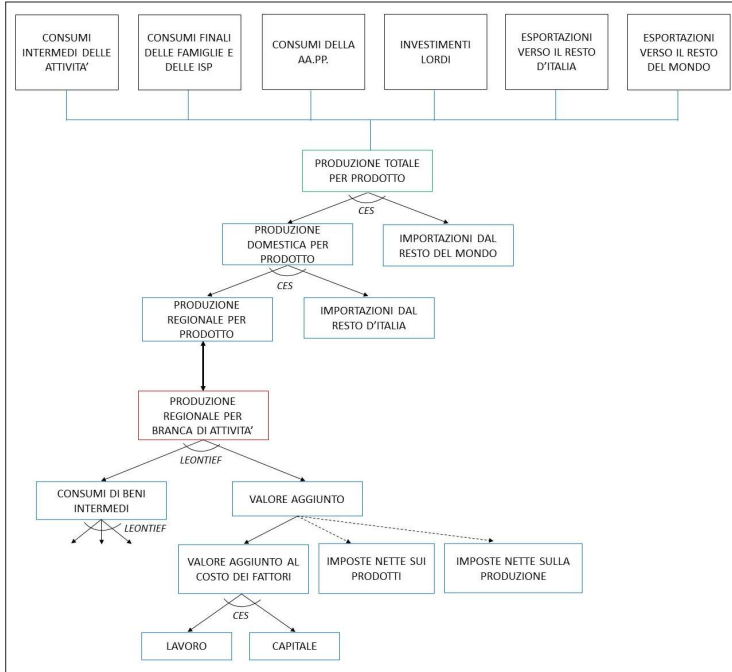 CONSUMI
INTERMEDI DELLE
ATTIVITA'
CONSUMI FINALI
DELLE FAMIGLIE E
DELLE ISP
CONSUMI DELLA
AA.PP.
INVESTIMENTI
LORDI
ESPORTAZIONI
VERSO IL RESTO
D'ITALIA
ESPORTAZIONI
VERSO IL RESTO
DEL MONDO
PRODUZIONE TOTALE
PER PRODOTTO
CES
PRODUZIONE
DOMESTICA PER
PRODOTTO
IMPORTAZIONI DAL
RESTO DEL MONDO
CES
PRODUZIONE
REGIONALE PER
PRODOTTO
IMPORTAZIONI DAL
RESTO D'ITALIA
PRODUZIONE
REGIONALE PER
BRANCA DI ATTIVITA'
LEONTIEF
CONSUMI DI BENI
INTERMEDI
VALORE AGGIUNTO
LEONTIEF
VALORE AGGIUNTO AL
COSTO DEI FATTORI
IMPOSTE NETTE SUI
PRODOTTI
IMPOSTE NETTE SULLA
PRODUZIONE
CES
LAVORO
CAPITALE